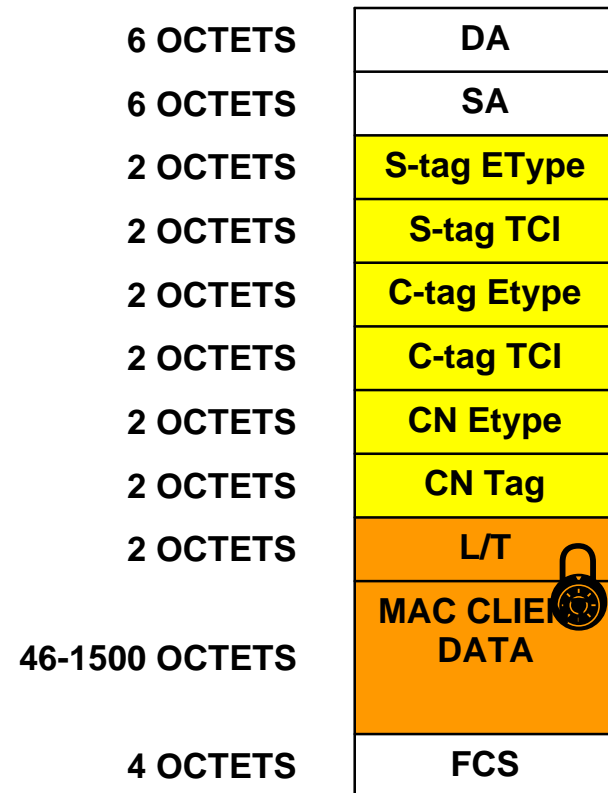 6 OCTETS DA
6 OCTETS SA
2 OCTETS S-tag EType
2 OCTETS S-tag TCI
2 OCTETS C-tag Etype
2 OCTETS C-tag TCI
2 OCTETS CN Etype
2 OCTETS CN Tag
2 OCTETS L/T
MAC CLIENT
46-1500 OCTETS DATA
4 OCTETS FCS